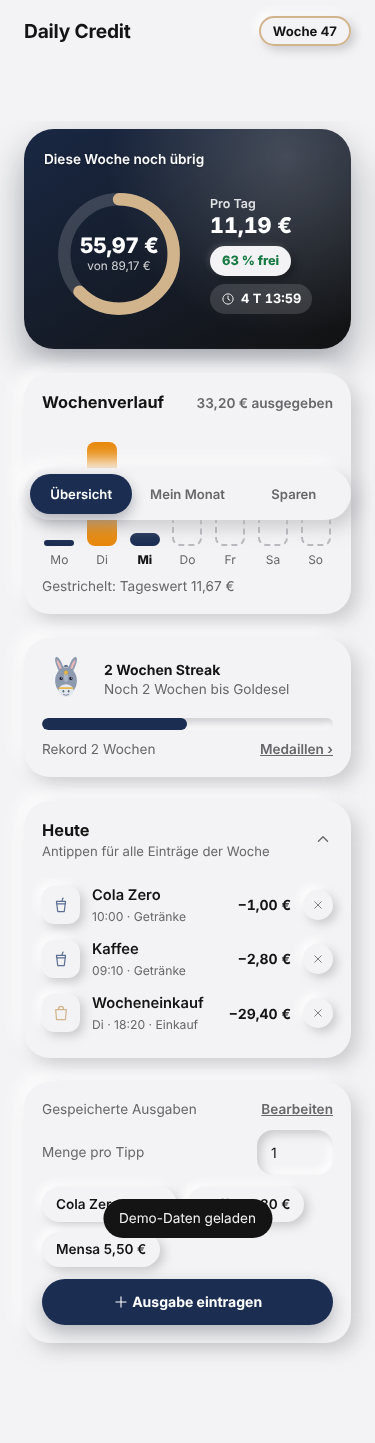 Daily Credit
Woche 47
Diese Woche noch übrig
55,97 €
von 89,17 €
Pro Tag
11,19 €
63 % frei
4 T 13:59
Wochenverlauf
33,20 € ausgegeben
Übersicht
Mein Monat
Sparen
Mo Di Mi Do Fr Sa So
Gestrichelt: Tageswert 11,67 €
2 Wochen Streak
Noch 2 Wochen bis Goldesel
Rekord 2 Wochen
Medaillen ›
Heute
Antippen für alle Einträge der Woche
Cola Zero
10:00 · Getränke
−1,00 €
Kaffee
09:10 · Getränke
−2,80 €
Wocheneinkauf
Di · 18:20 · Einkauf
−29,40 €
Gespeicherte Ausgaben
Bearbeiten
Menge pro Tipp
1
Cola
Demo-Daten geladen
Mensa 5,50 €
+ Ausgabe eintragen